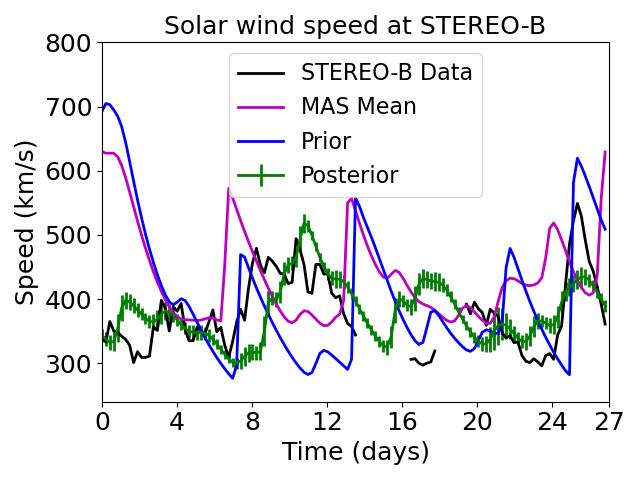 Solar wind speed at STEREO-B
800
700
600
500
400
300
Speed (km/s)
STEREO-B Data
MAS Mean
Prior
Posterior
0 4 8 12 16 20 24 27
Time (days)